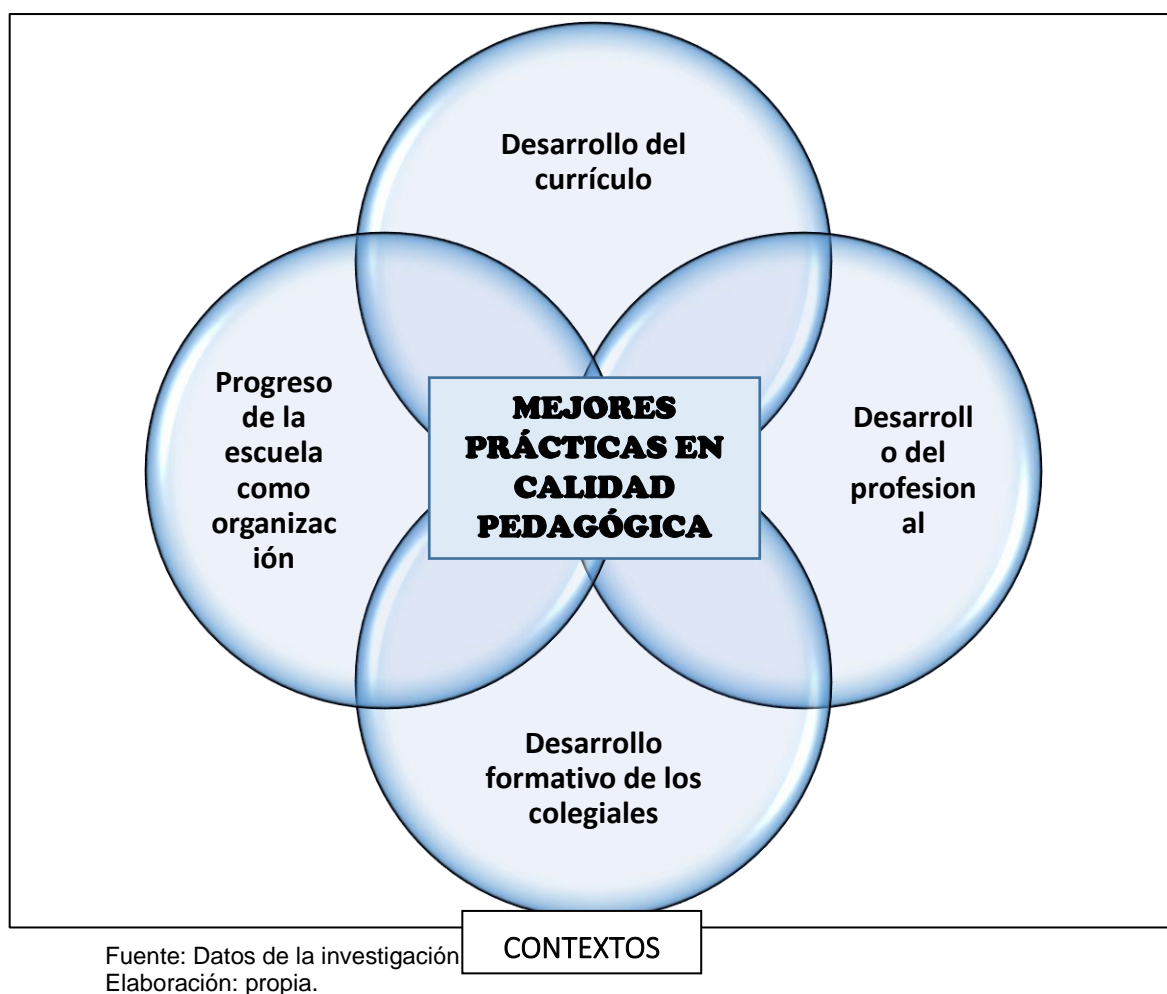 Desarrollo del
currículo
Progreso
de la
escuela
como
organizac
ión
MEJORES
PRÁCTICAS EN
CALIDAD
PEDAGÓGICA
Desarroll
o del
profesion
al
Desarrollo
formativo de los
colegiales
CONTEXTOS
Fuente: Datos de la investigación
Elaboración: propia.